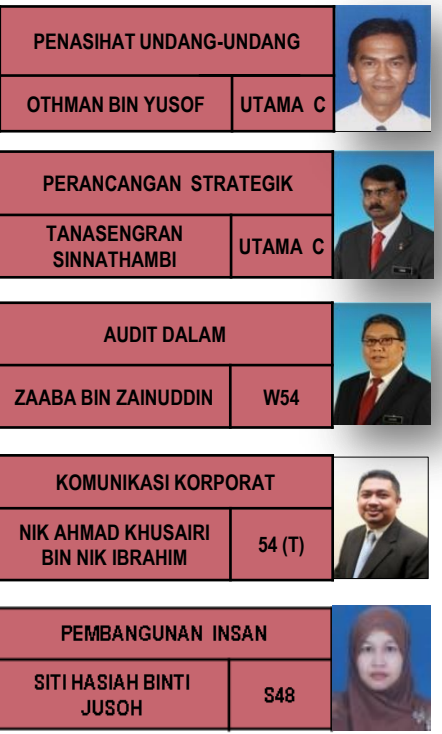 PENASIHAT UNDANG-UNDANG
OTHMAN BIN YUSOF
UTAMA C
PERANCANGAN STRATEGIK
TANASENGRAN
SINNATHAMBI
UTAMA C
AUDIT DALAM
ZAABA BIN ZAINUDDIN
W54
KOMUNIKASI KORPORAT
NIK AHMAD KHUSAIRI
BIN NIK IBRAHIM
54 (T)
PEMBANGUNAN INSAN
SITI HASIAH BINTI
JUSOH
S48